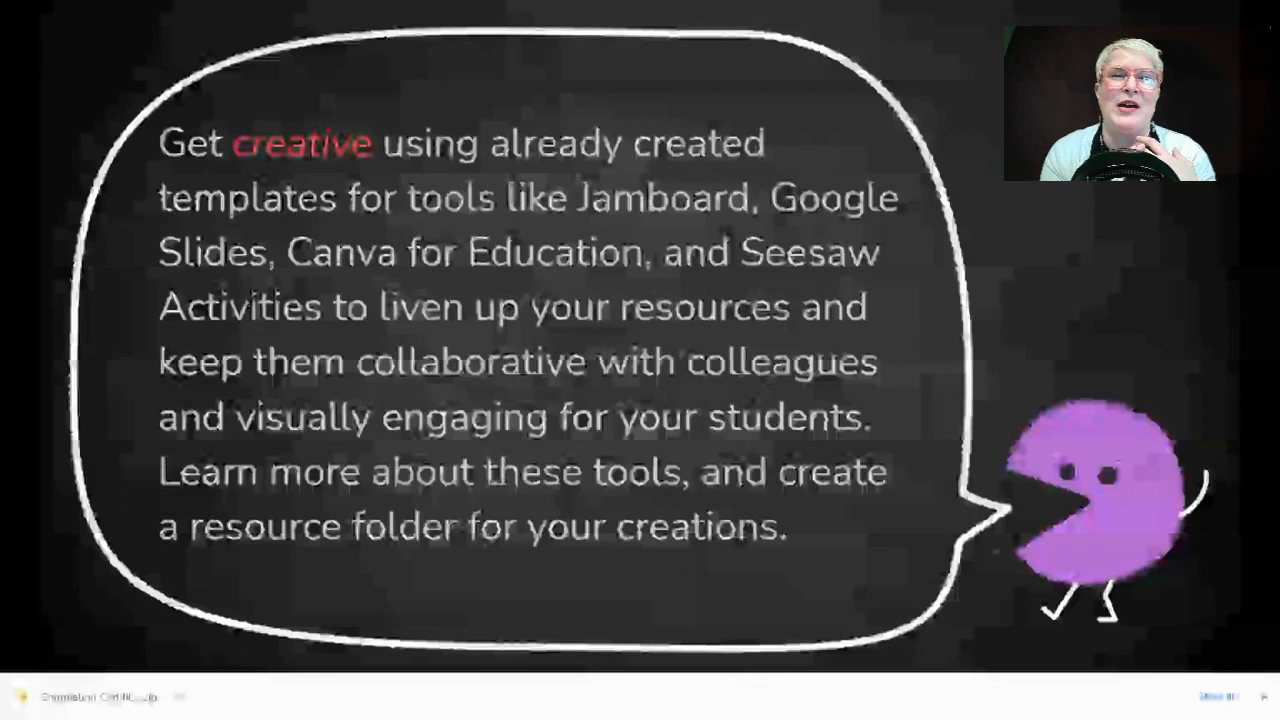 Get creative using already created
templates for tools like Jamboard, Google
Slides, Canva for Education, and Seesaw
Activities to liven up your resources and
keep them collaborative with colleagues
and visually engaging for your students.
Learn more about these tools, and create
a resource folder for your creations.